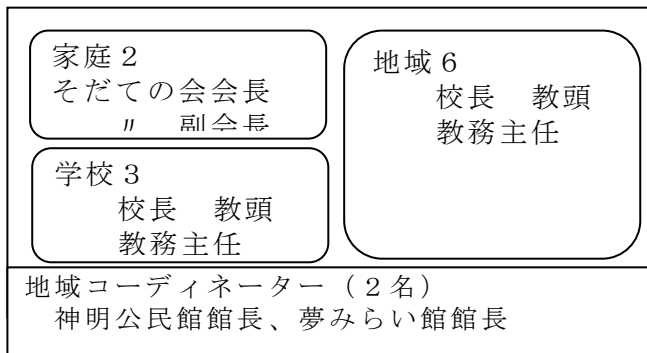 家庭２
そだての会会長
〃　副会長
学校３
校長　教頭
教務主任
地域６
校長　教頭
教務主任
地域コーディネーター（２名）
神明公民館館長、夢みらい館館長